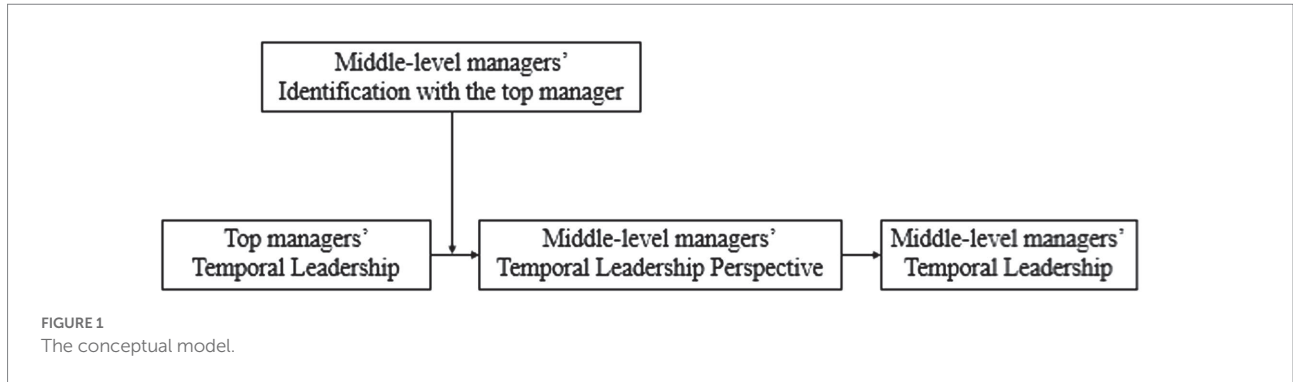 Middle-level managers’
Identification with the top manager
Top managers’
Temporal Leadership
Middle-level managers’
Temporal Leadership Perspective
Middle-level managers’
Temporal Leadership
FIGURE 1
The conceptual model.